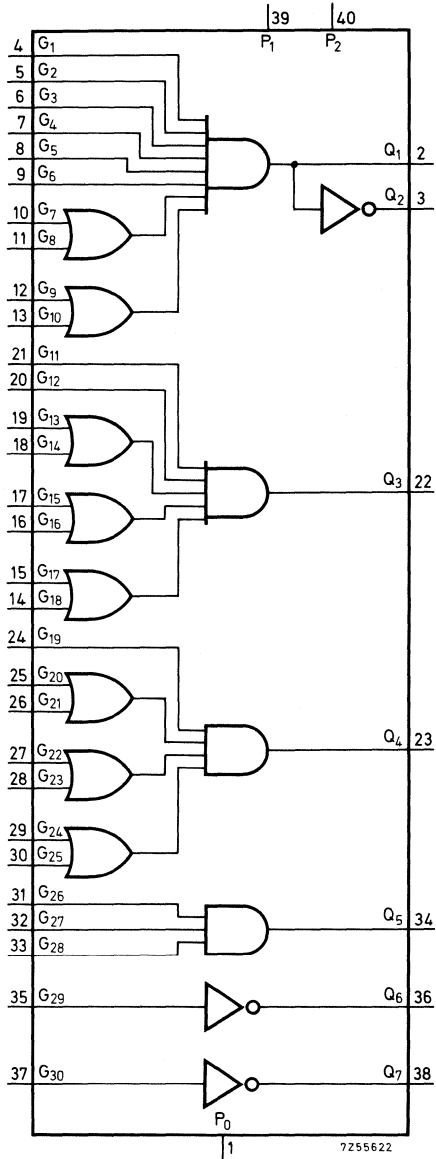 39 40
P1 P2
4 G1
5 G2
6 G3
7 G4
8 G5
9 G6
Q1 2
Q2 3
10 G7
11 G8
12 G9
13 G10
21 G11
20 G12
19 G13
18 G14
17 G15
16 G16
Q3 22
15 G17
14 G18
24 G19
25 G20
26 G21
27 G22
28 G23
Q4 23
29 G24
30 G25
31 G26
32 G27
33 G28
Q5 34
35 G29
Q6 36
37 G30
Q7 38
P0
1
7Z55622